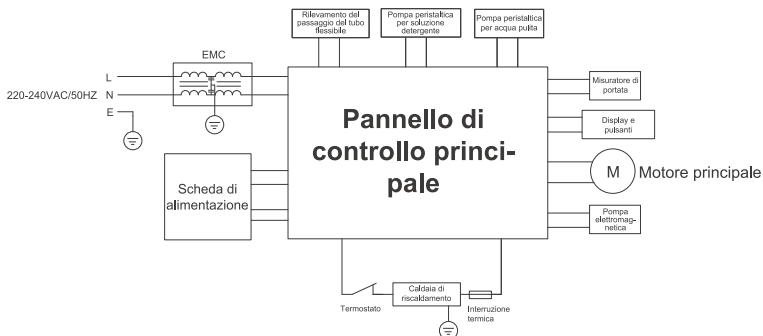 Rilevamento del
passaggio del tubo
flessibile
Pompa peristaltica
per soluzione
detergente
Pompa peristaltica
per acqua pulita
EMC
L
220-240VAC/50HZ N
E
Pannello di
controllo princi-
pale
Misuratore di
portata
Display e
pulsanti
M Motore principale
Pompa
elettromag-
netica
Scheda di
alimentazione
Termostato
Caldaia di
riscaldamento
Interruzione
termica